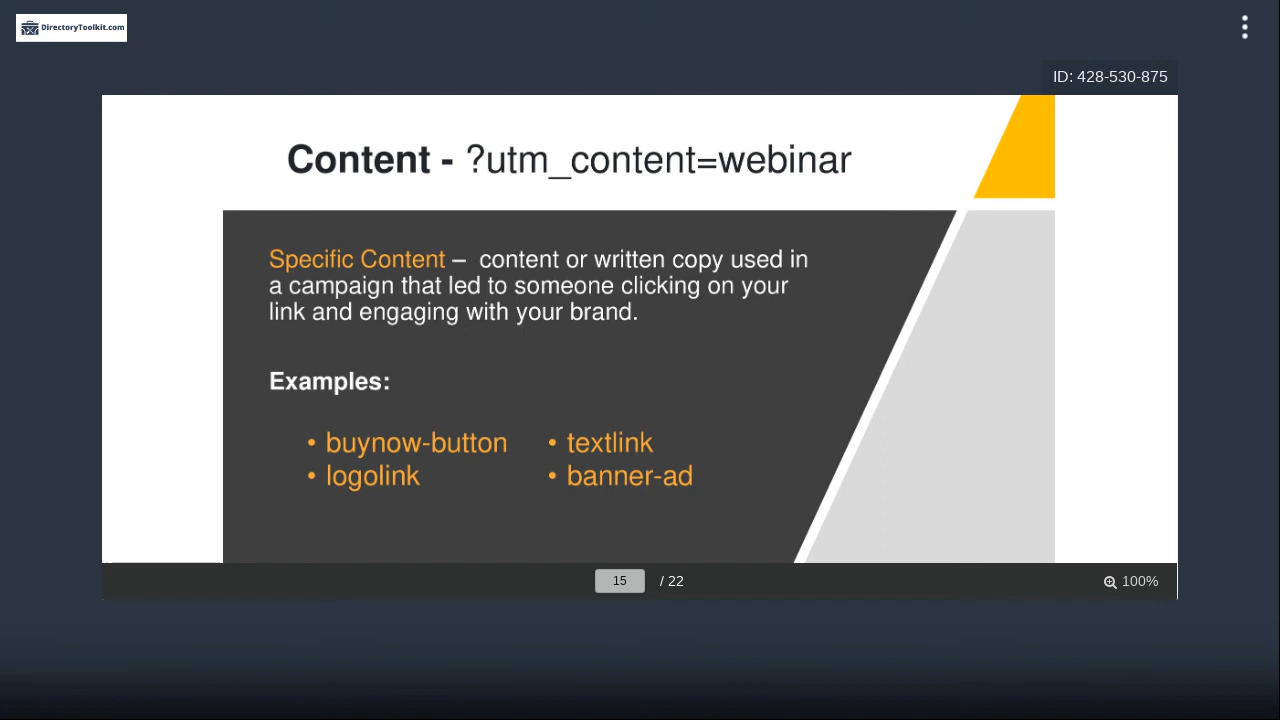 DirectoryToolkit.com
ID: 428-530-875
Content - ?utm_content=webinar
Specific Content – content or written copy used in
a campaign that led to someone clicking on your
link and engaging with your brand.
Examples:
• buynow-button
• logolink
• textlink
• banner-ad
15 / 22
100%